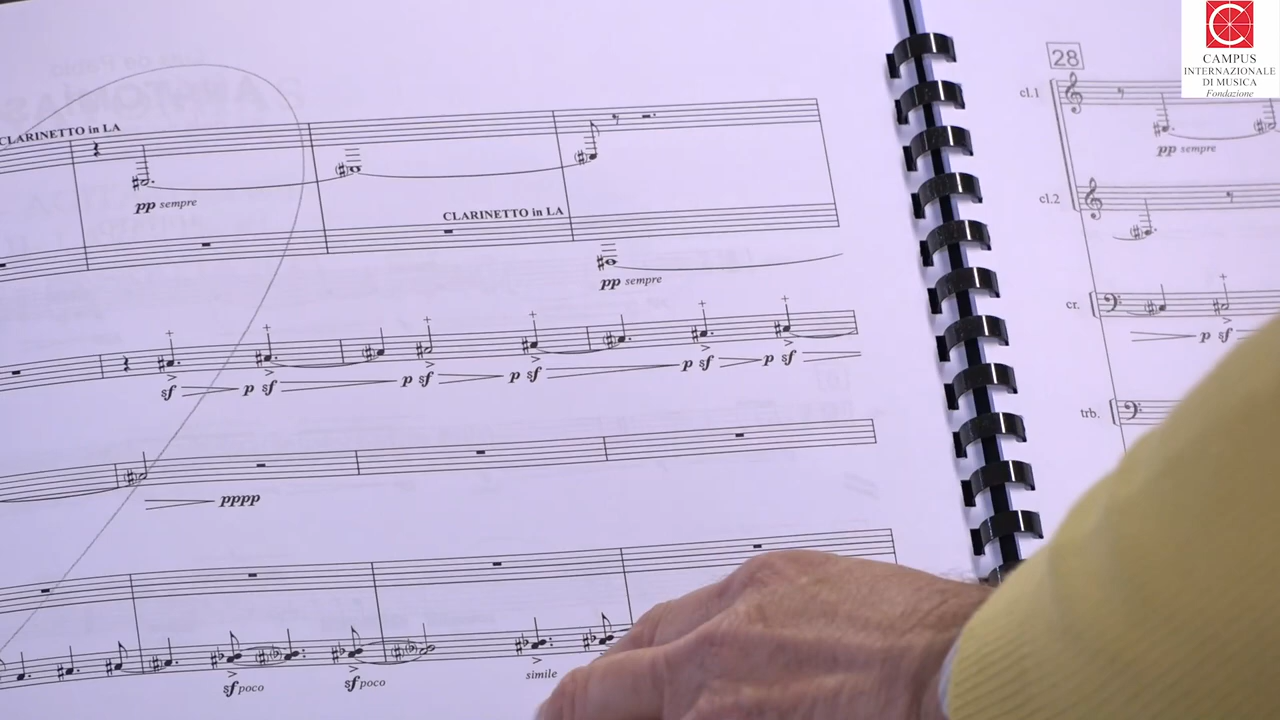 CLARINETTO in LA
pp sempre
CLARINETTO in LA
pp sempre
sf p sf p sf p sf p sf p sf
pppp
sf poco sf poco simile
28
cl.1
pp sempre
cl.2
cr.
p sf
trb.
CAMPUS
INTERNAZIONALE
DI MUSICA
Fondazione